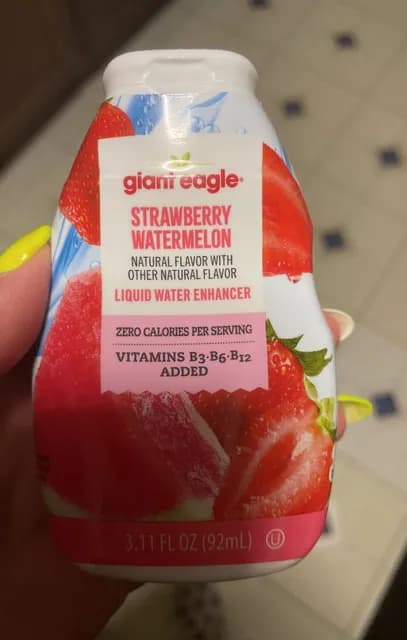 giant eagle®
STRAWBERRY
WATERMELON
NATURAL FLAVOR WITH
OTHER NATURAL FLAVOR
LIQUID WATER ENHANCER
ZERO CALORIES PER SERVING
VITAMINS B3·B6·B12
ADDED
3.11 FL OZ (92mL) U